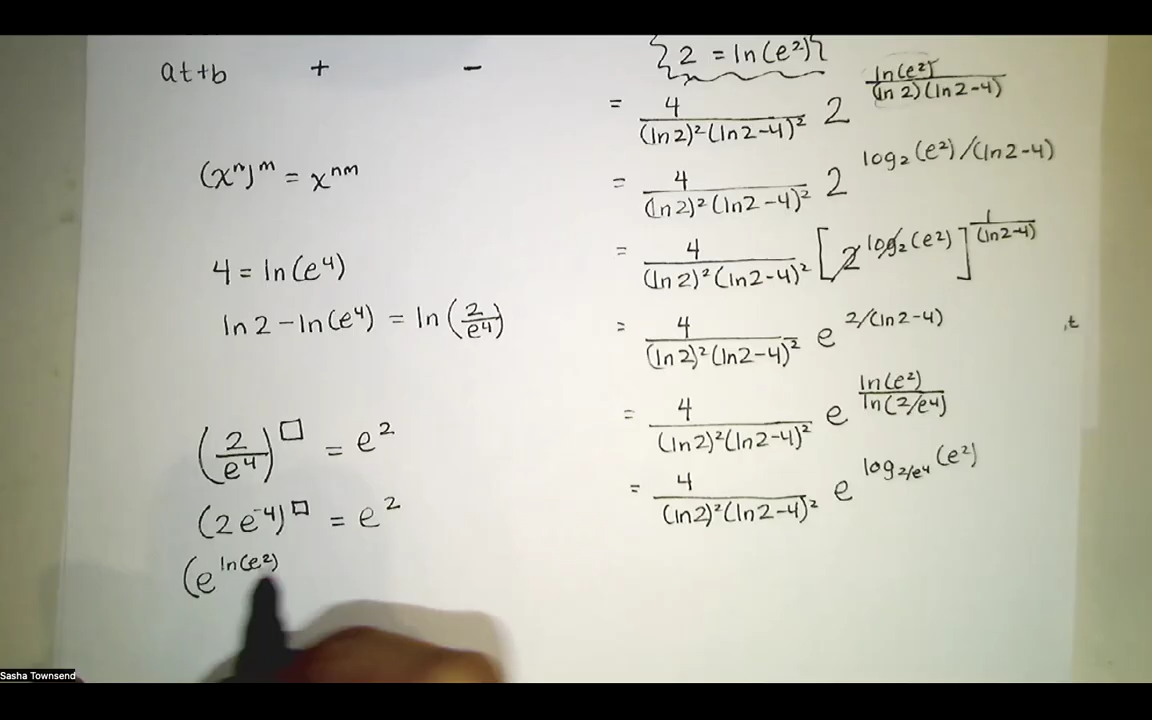 at+b + -
(xⁿ)ᵐ = xⁿᵐ
4 = ln(e⁴)
ln 2 - ln(e⁴) = ln(2/e⁴)
(2/e⁴)^□ = e²
(2e⁻⁴)^□ = e²
(e^ln(e²)
{2 = ln(e²)}
= 4/((ln2)²(ln2-4)²) 2^(ln(e²)/((ln 2)(ln2-4)))
= 4/((ln2)²(ln2-4)²) 2^(log₂(e²)/(ln2-4))
= 4/((ln2)²(ln2-4)²) [2^(log₂(e²))]^(1/(ln2-4))
= 4/((ln2)²(ln2-4)²) e^(2/(ln2-4))
,t
= 4/((ln2)²(ln2-4)²) e^(ln(e²)/ln(2/e⁴))
= 4/((ln2)²(ln2-4)²) e^(log_{2/e⁴}(e²))
Sasha Townsend